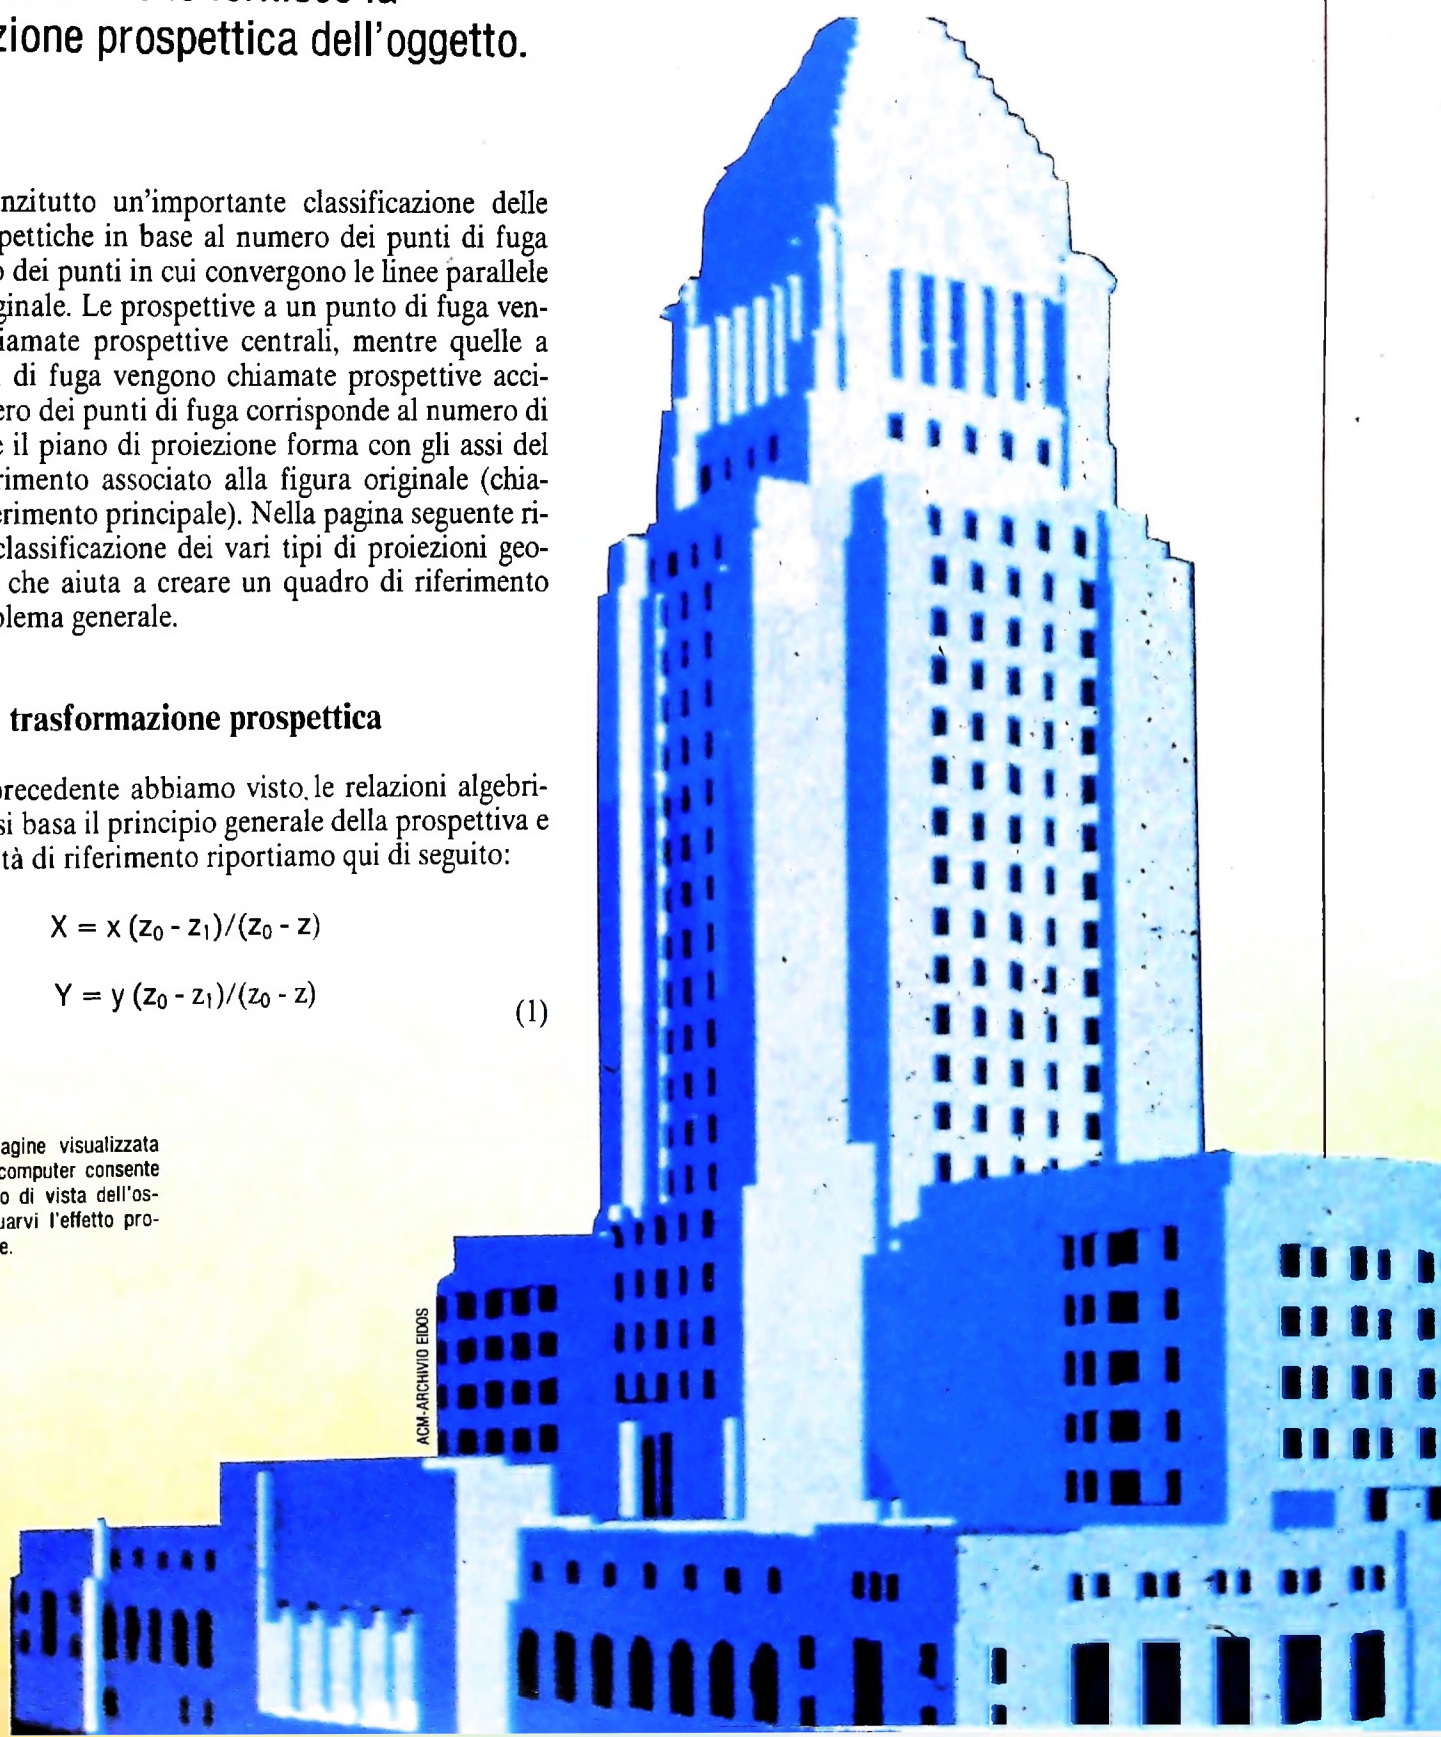 zione prospettica dell'oggetto.
nzitutto un'importante classificazione delle
pettiche in base al numero dei punti di fuga
dei punti in cui convergono le linee parallele
ginale. Le prospettive a un punto di fuga ven-
iamate prospettive centrali, mentre quelle a
di fuga vengono chiamate prospettive acci-
ero dei punti di fuga corrisponde al numero di
e il piano di proiezione forma con gli assi del
rimento associato alla figura originale (chia-
erimento principale). Nella pagina seguente ri-
classificazione dei vari tipi di proiezioni geo-
che aiuta a creare un quadro di riferimento
blema generale.
trasformazione prospettica
precedente abbiamo visto le relazioni algebri-
si basa il principio generale della prospettiva e
tà di riferimento riportiamo qui di seguito:
X = x (z₀ - z₁)/(z₀ - z)
Y = y (z₀ - z₁)/(z₀ - z)
(1)
agine visualizzata
computer consente
o di vista dell'os-
uarvi l'effetto pro-
e.
ACM-ARCHIVIO EIDOS